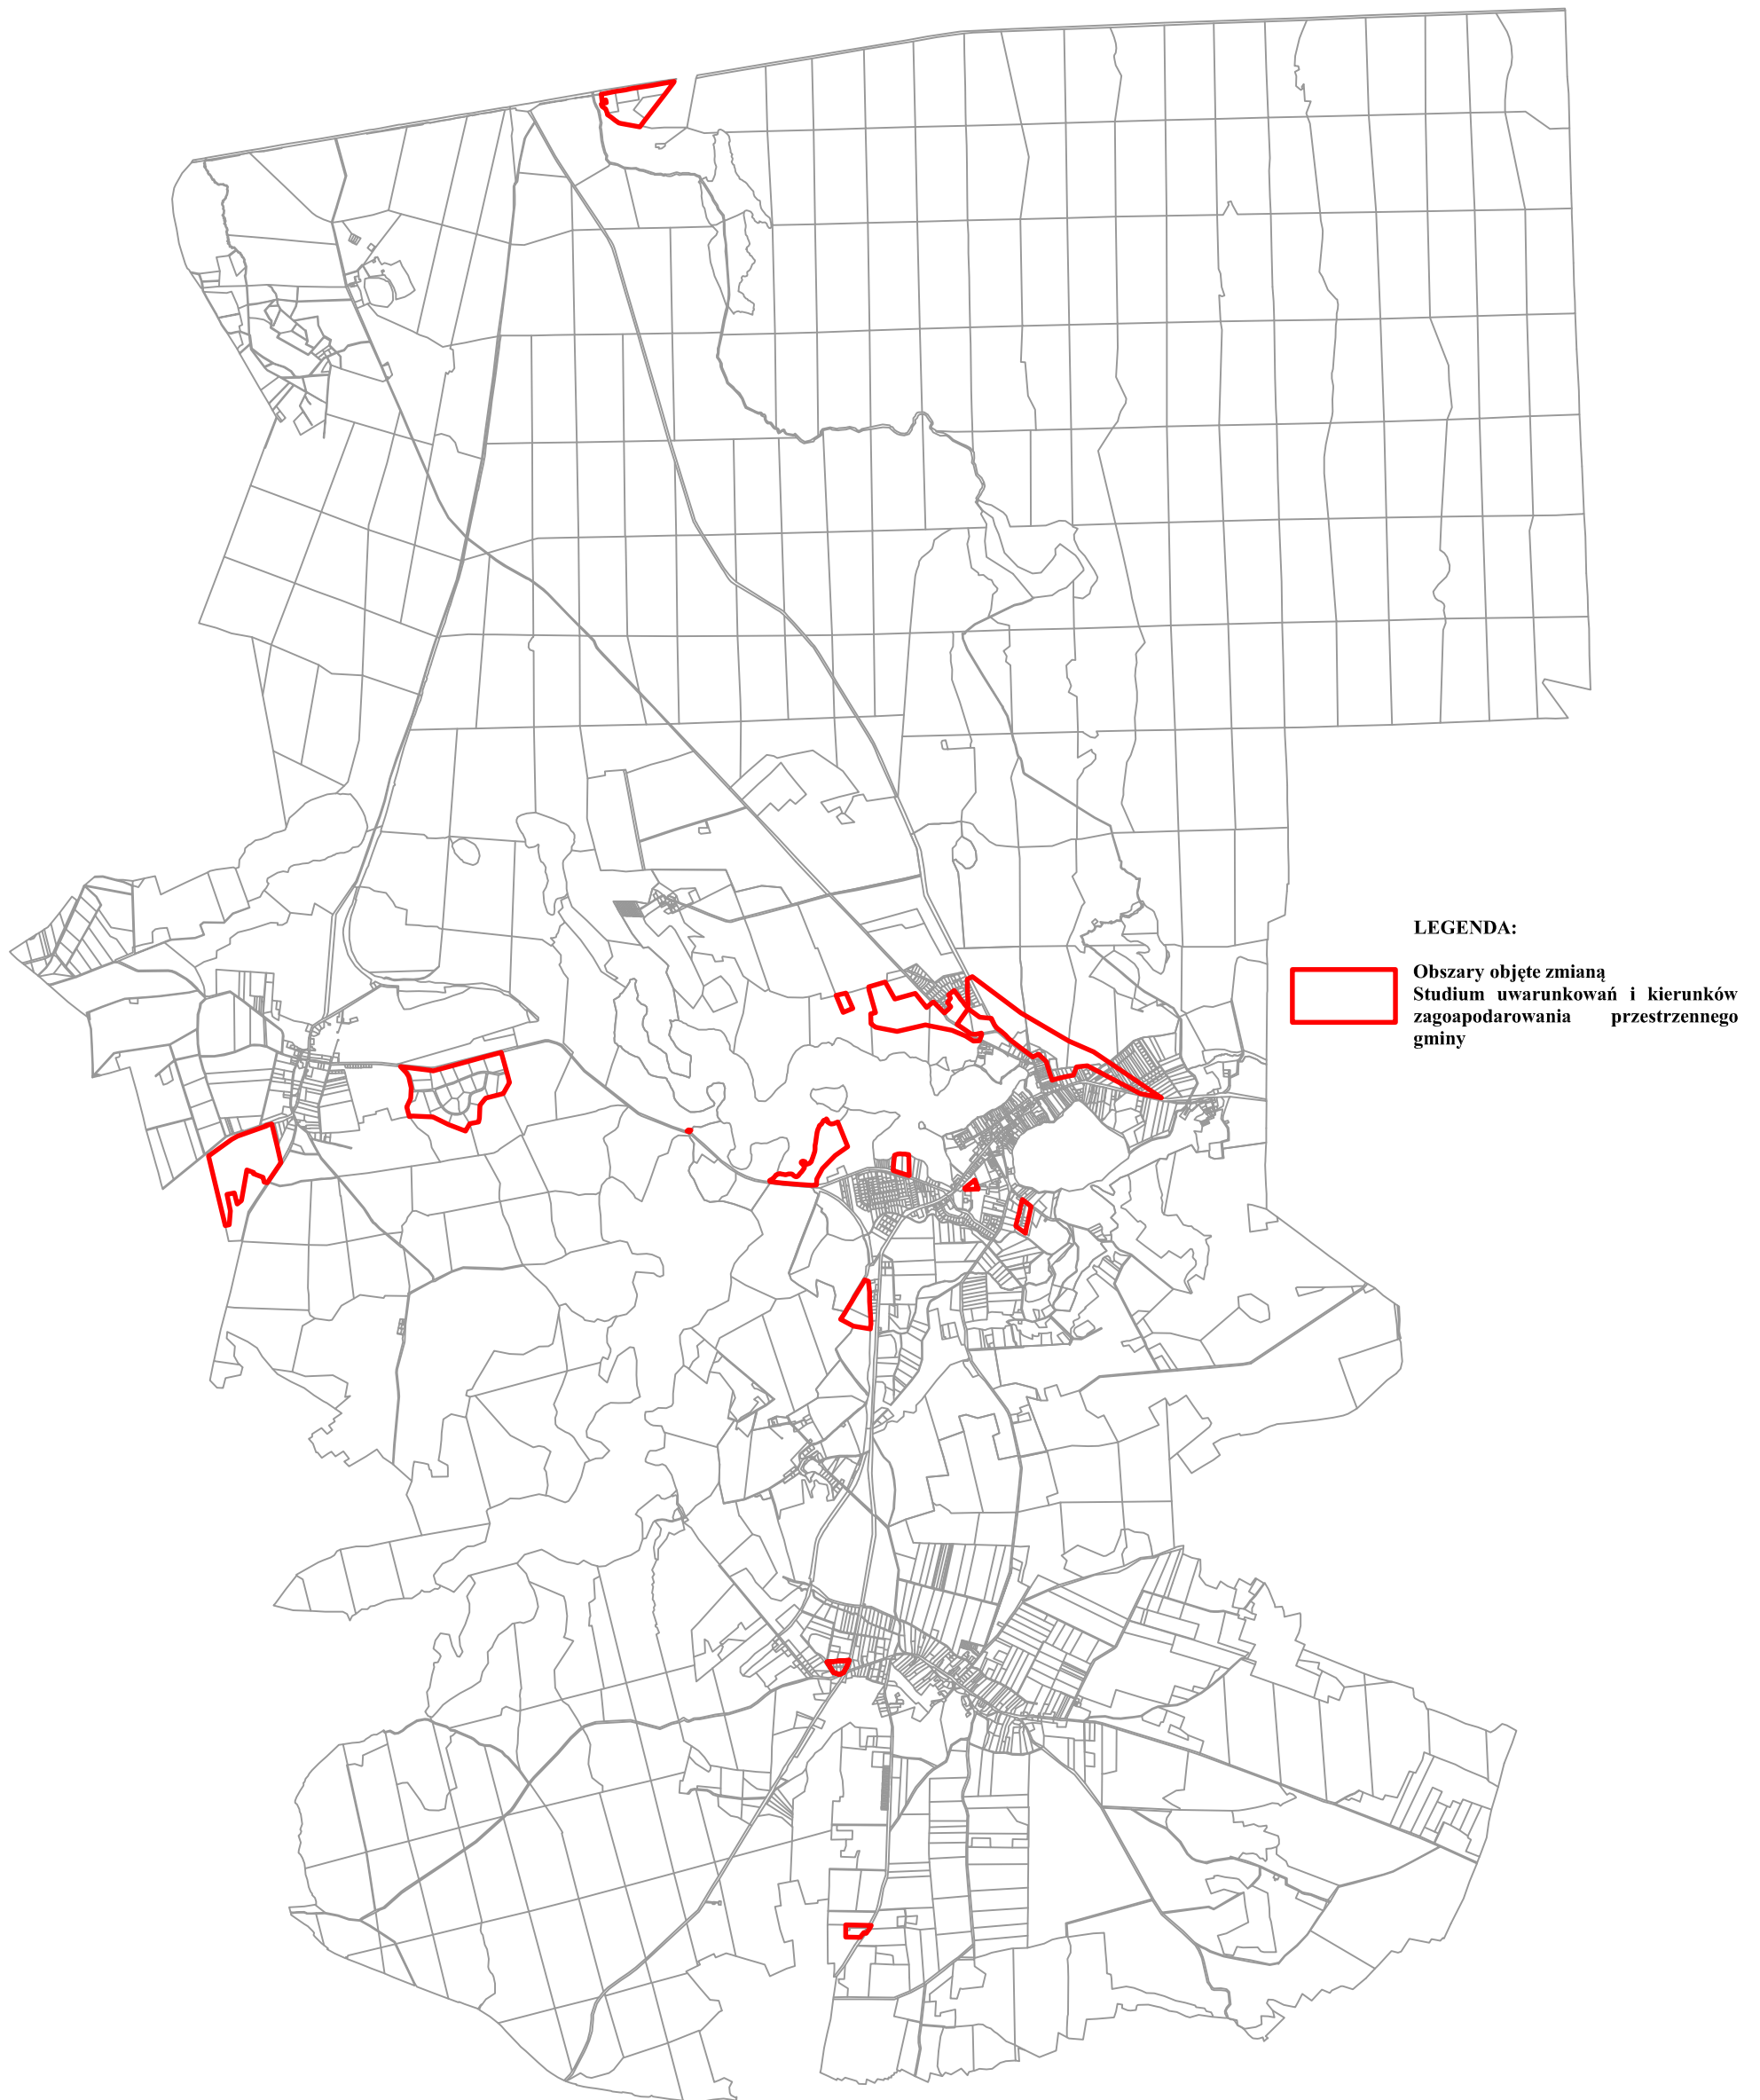 LEGENDA:
Obszary objęte zmianą
Studium uwarunkowań i kierunków
zagoapodarowania przestrzennego
gminy